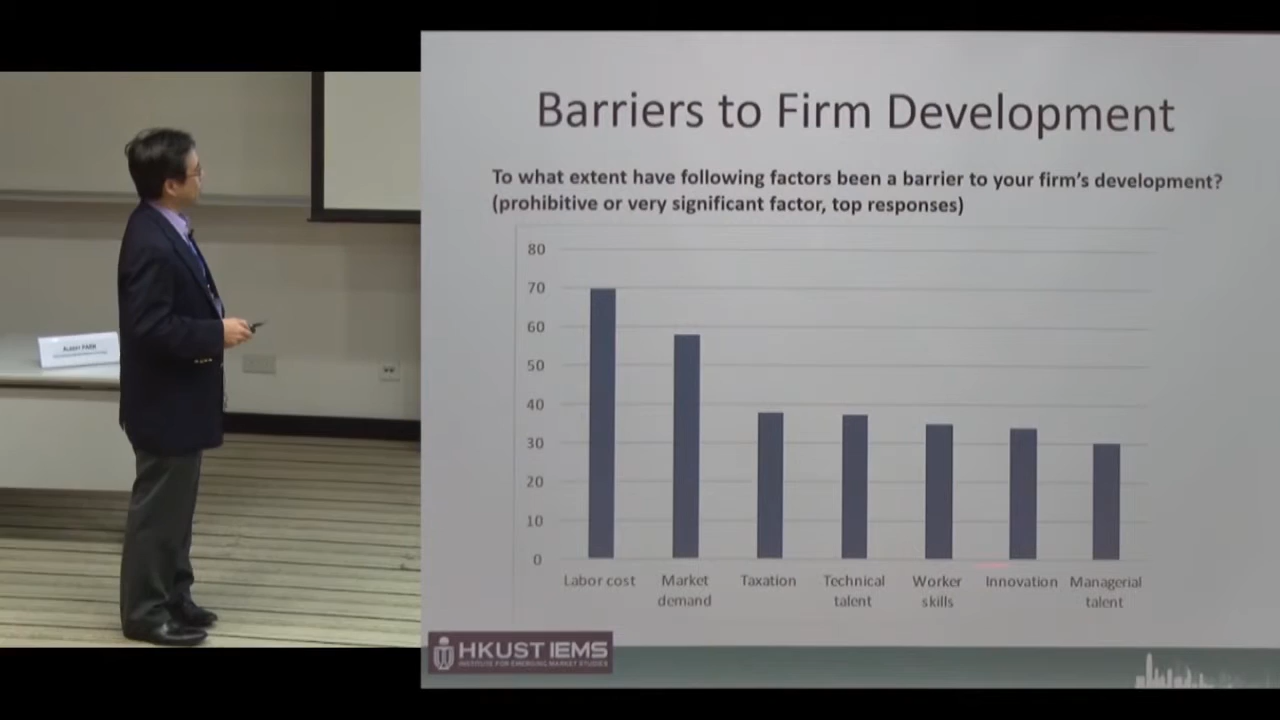 Barriers to Firm Development
To what extent have following factors been a barrier to your firm's development?
(prohibitive or very significant factor, top responses)
80
70
60
50
40
30
20
10
0
Labor cost
Market
demand
Taxation
Technical
talent
Worker
skills
Innovation
Managerial
talent
HKUST IEMS
INSTITUTE FOR EMERGING MARKET STUDIES
Albert PARK